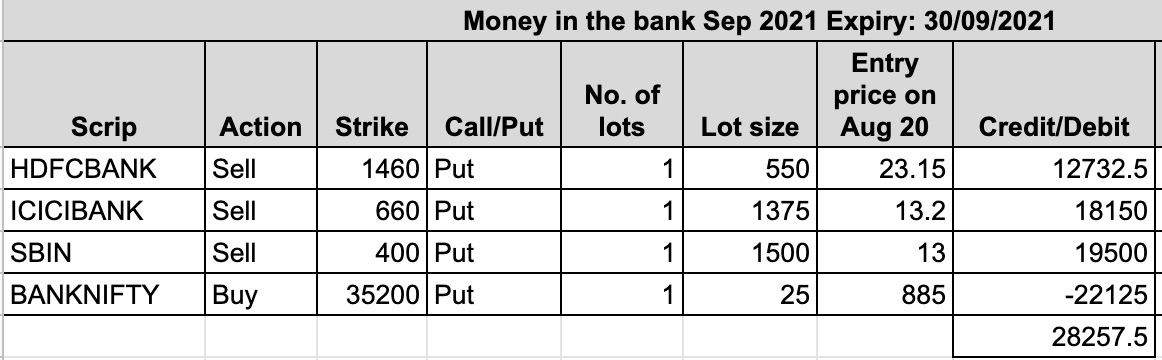 Money in the bank Sep 2021 Expiry: 30/09/2021
Scrip Action Strike Call/Put No. of lots Lot size Entry price on Aug 20 Credit/Debit
HDFCBANK Sell 1460 Put 1 550 23.15 12732.5
ICICIBANK Sell 660 Put 1 1375 13.2 18150
SBIN Sell 400 Put 1 1500 13 19500
BANKNIFTY Buy 35200 Put 1 25 885 -22125
28257.5